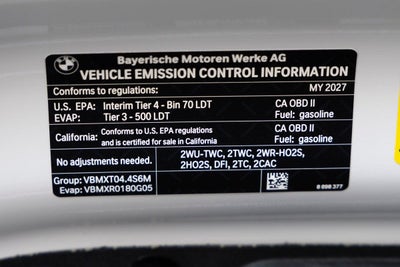 Bayerische Motoren Werke AG
VEHICLE EMISSION CONTROL INFORMATION
Conforms to regulations: MY 2027
U.S. EPA: Interim Tier 4 - Bin 70 LDT CA OBD II
EVAP: Tier 3 - 500 LDT Fuel: gasoline
California: Conforms to U.S. EPA regulations CA OBD II
and is certified for sale in California Fuel: gasoline
No adjustments needed. 2WU-TWC, 2TWC, 2WR-HO2S,
2HO2S, DFI, 2TC, 2CAC
Group: VBMXT04.4S6M
Evap: VBMXR0180G05 8 898 377